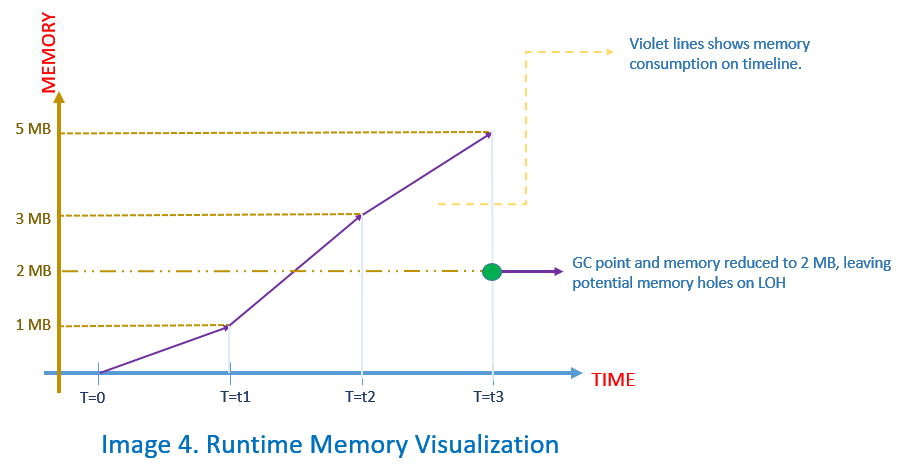 MEMORY
Violet lines shows memory
consumption on timeline.
5 MB
3 MB
2 MB
GC point and memory reduced to 2 MB, leaving
potential memory holes on LOH
1 MB
TIME
T=0
T=t1
T=t2
T=t3
Image 4. Runtime Memory Visualization